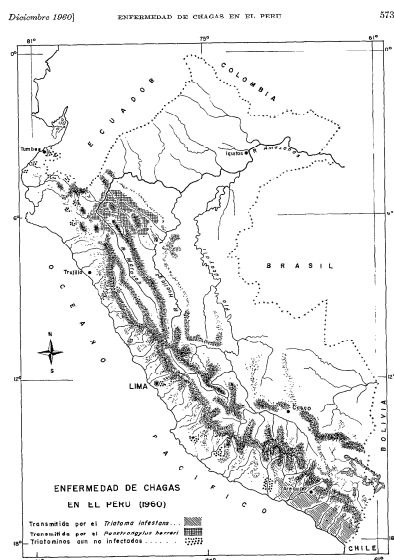 Diciembre 1960]
ENFERMEDAD DE CHAGAS EN EL PERU
573
81°
75°
61°
0°
0°
COLOMBIA
ECUADOR
Tumbes
Iquitos
R. Amazonas
6°
Trujillo
BRASIL
OCEANO
N
S
12°
12°
LIMA
Cuzco
BOLIVIA
PACIFICO
ENFERMEDAD DE CHAGAS
EN EL PERU (1960)
Transmitida por el Triatoma infestans...
Transmitida por el Panstrongylus herreri
Triatominos aun no infectados.......
18°
CHILE